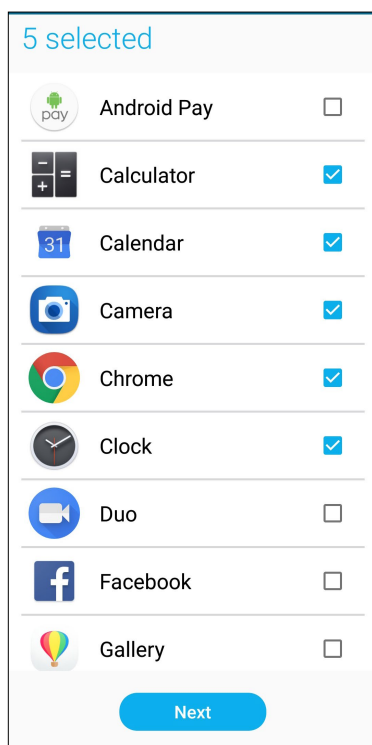 5 selected
pay Android Pay
Calculator
31 Calendar
Camera
Chrome
Clock
Duo
f Facebook
Gallery
Next